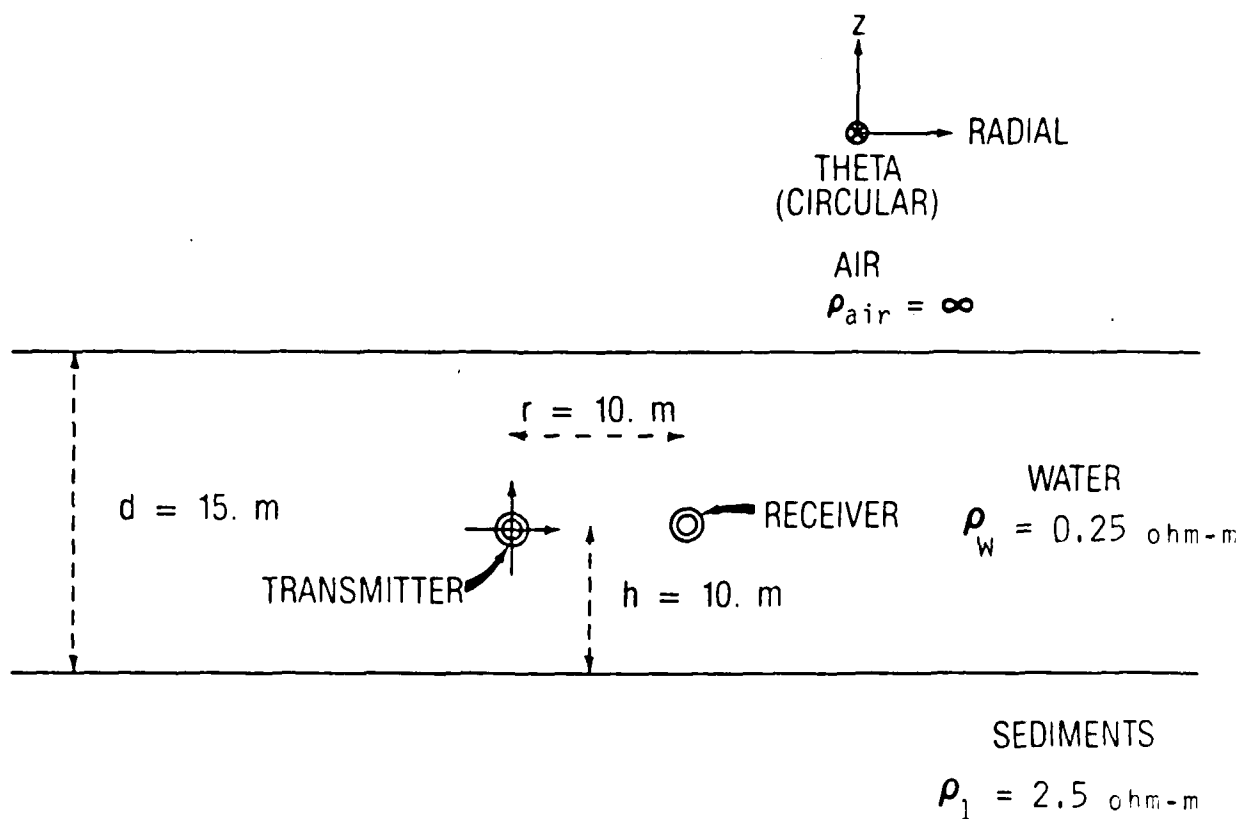 Z
RADIAL
THETA
(CIRCULAR)
AIR
ρair = ∞
r = 10. m
d = 15. m
WATER
RECEIVER
ρw = 0.25 ohm-m
TRANSMITTER
h = 10. m
SEDIMENTS
ρ1 = 2.5 ohm-m